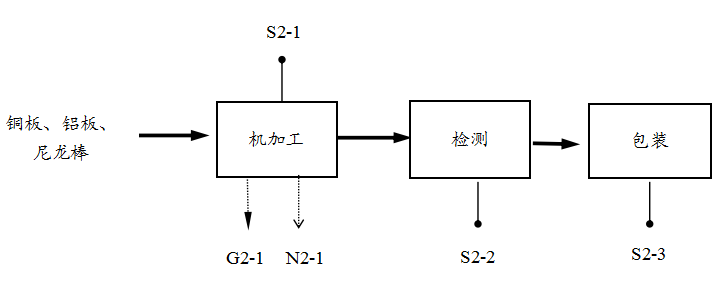 S2-1
铜板、铝板、
尼龙棒
机加工
检测
包装
G2-1
N2-1
S2-2
S2-3